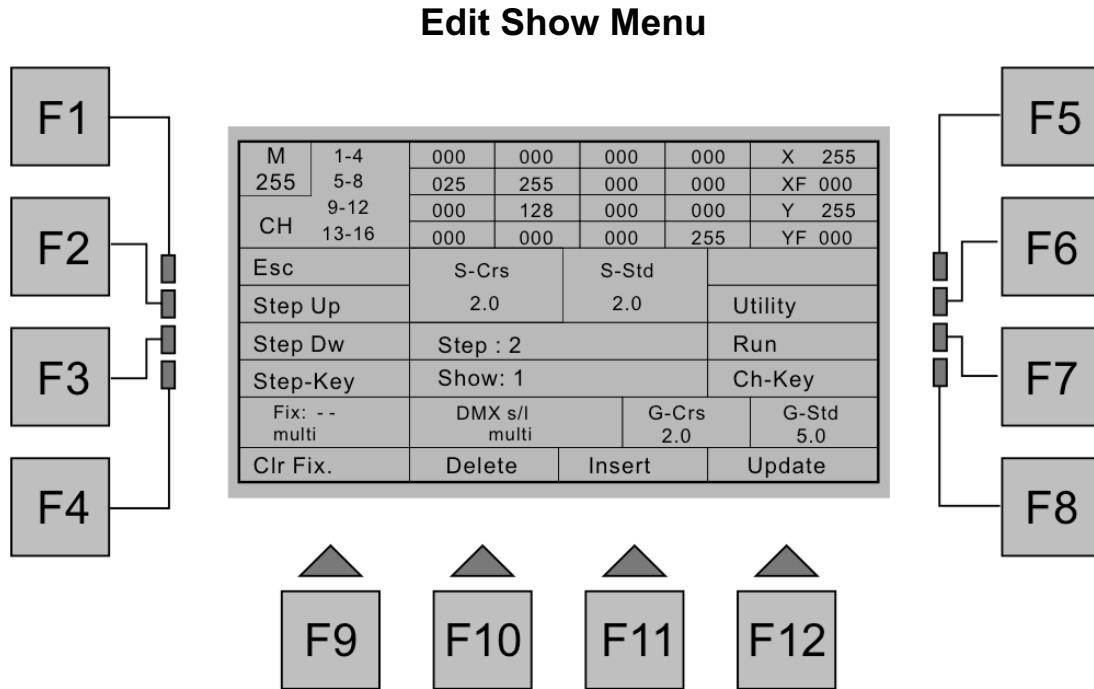 Edit Show Menu
F1
F5
M 1-4 000 000 000 000 X 255
255 5-8 025 255 000 000 XF 000
9-12 000 128 000 000 Y 255
CH 13-16 000 000 000 255 YF 000
F2
F6
Esc S-Crs S-Std
Step Up 2.0 2.0 Utility
Step Dw Step : 2 Run
F3
F7
Step-Key Show: 1 Ch-Key
Fix: - - DMX s/l G-Crs G-Std
multi multi 2.0 5.0
Clr Fix. Delete Insert Update
F4
F8
F9 F10 F11 F12